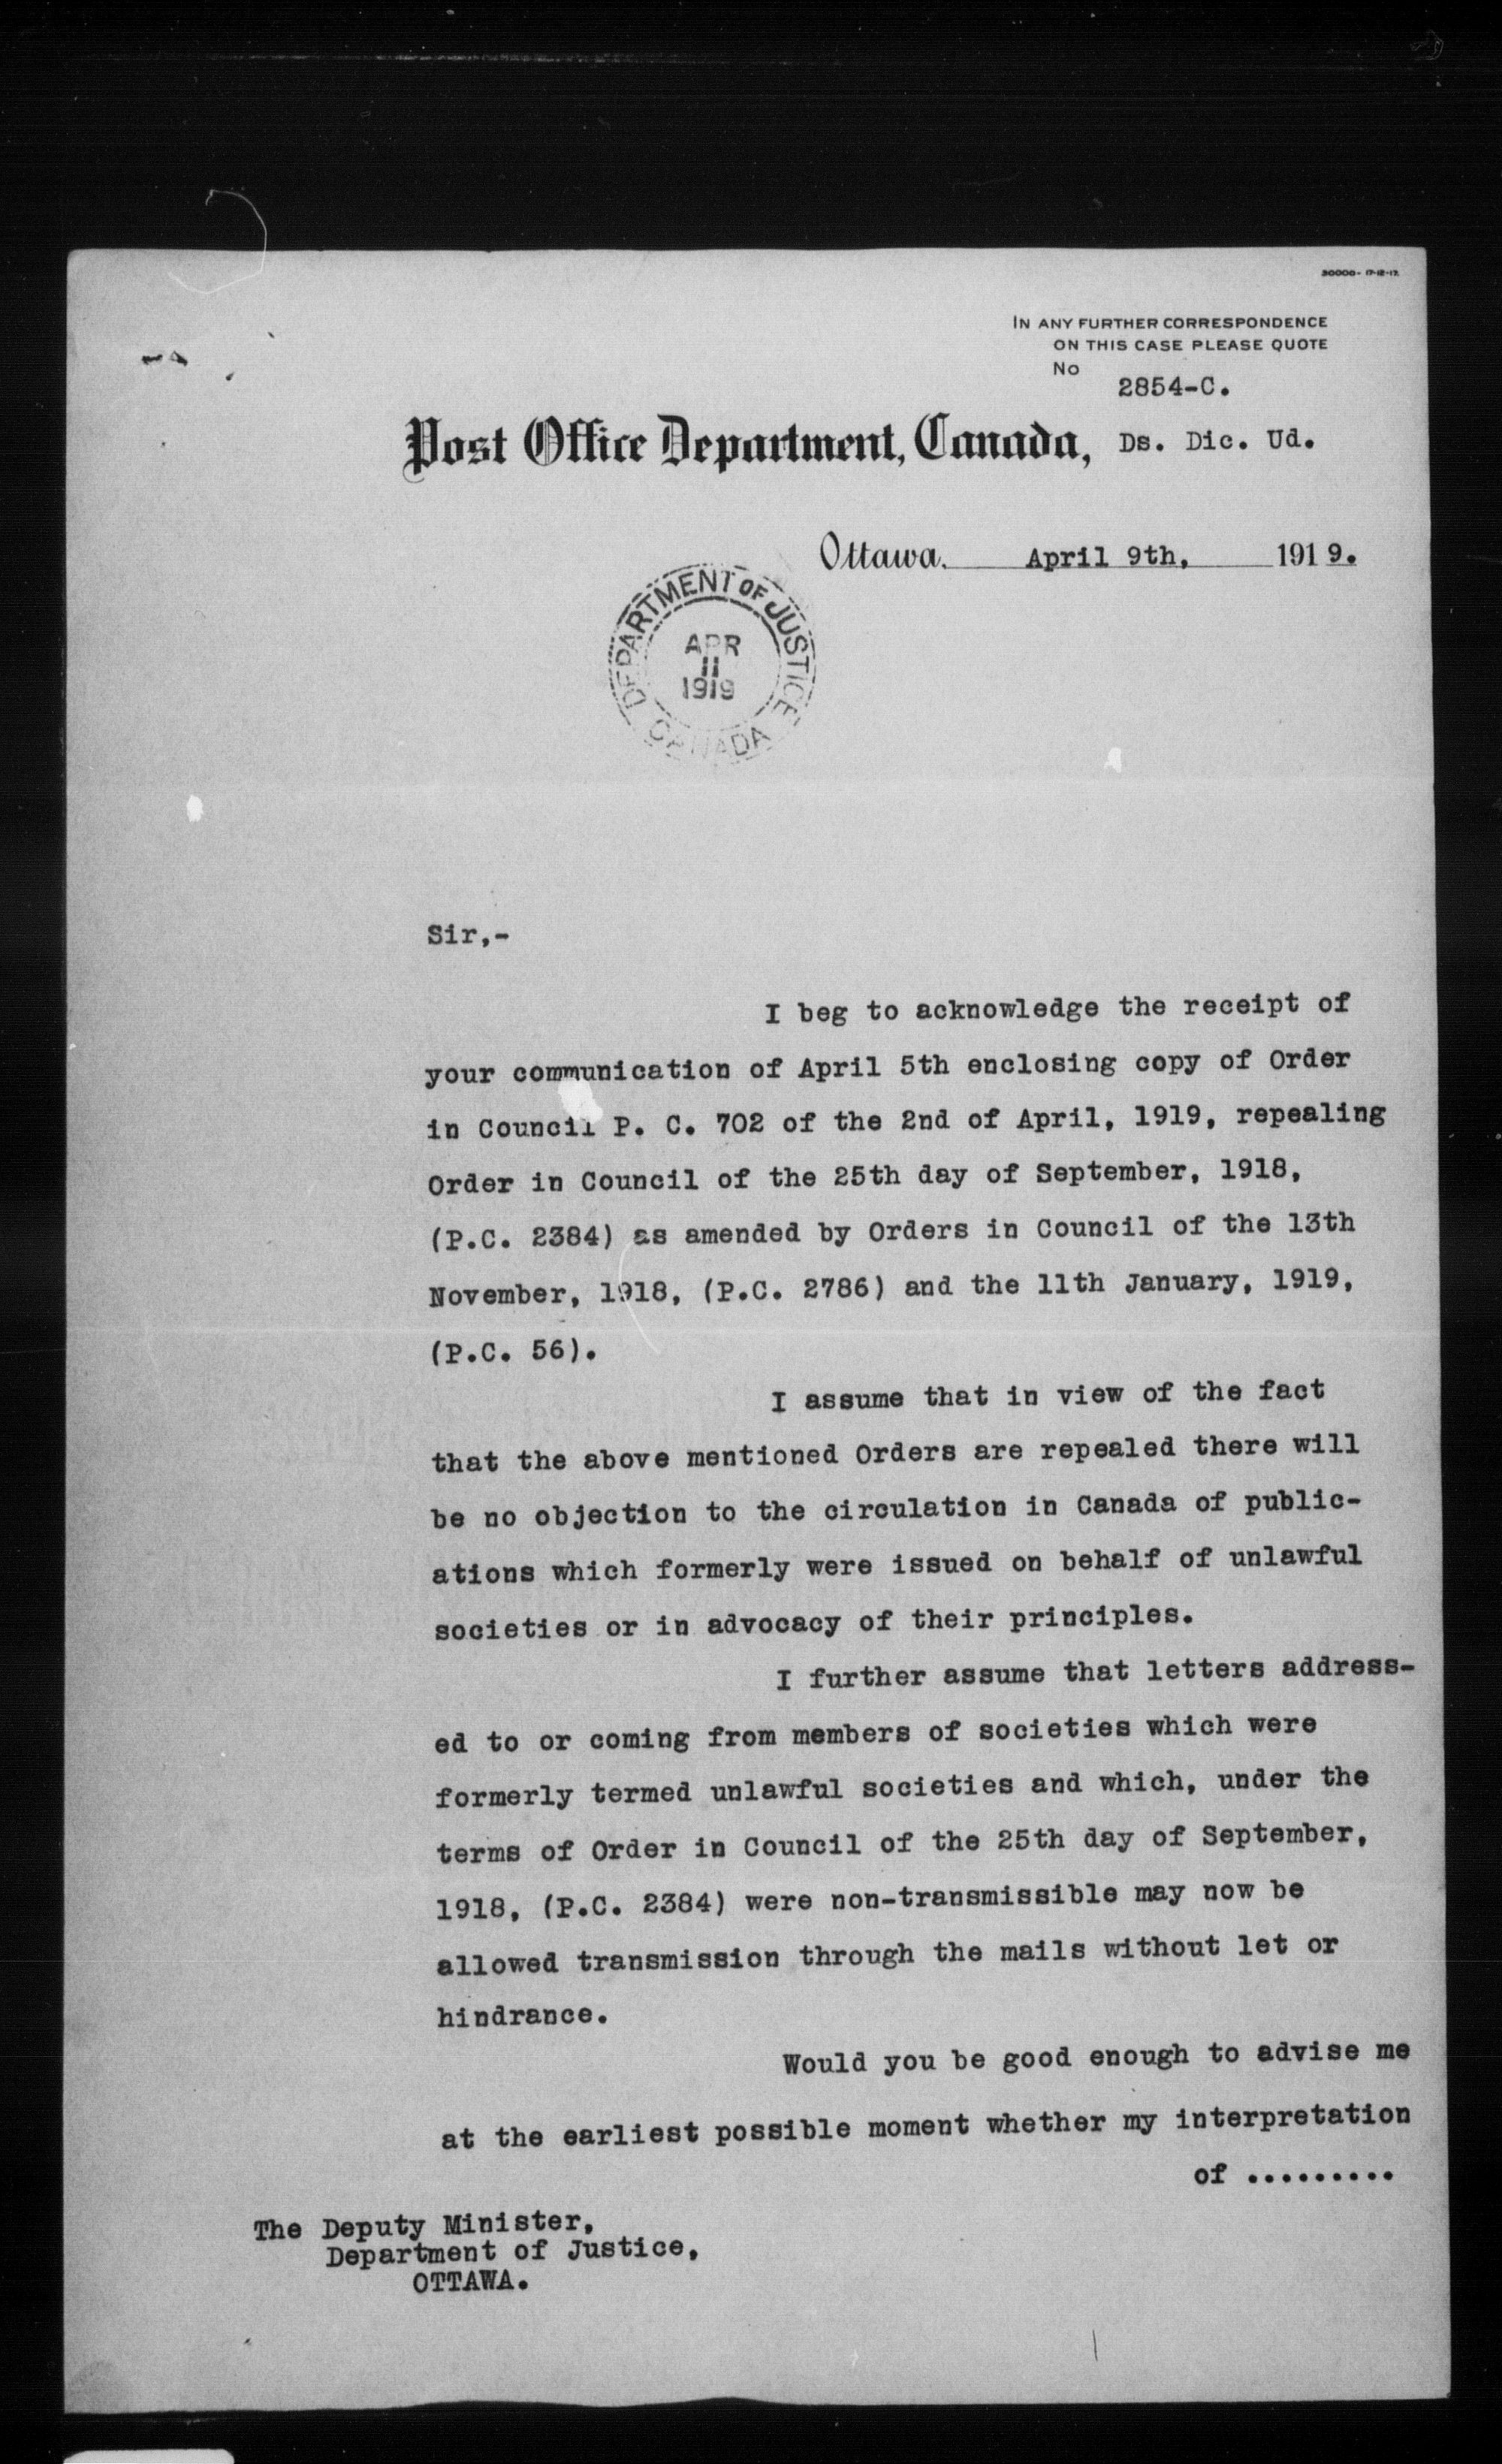 30000-17-12-17.
IN ANY FURTHER CORRESPONDENCE
ON THIS CASE PLEASE QUOTE
No
2854-C.
Post Office Department, Canada, Ds. Dic. Ud.
Ottawa, April 9th, 1919.
DEPARTMENT OF JUSTICE
APR
11
1919
CANADA
Sir,-
I beg to acknowledge the receipt of
your communication of April 5th enclosing copy of Order
in Council P. C. 702 of the 2nd of April, 1919, repealing
Order in Council of the 25th day of September, 1918,
(P.C. 2384) as amended by Orders in Council of the 13th
November, 1918, (P.C. 2786) and the 11th January, 1919,
(P.C. 56).
I assume that in view of the fact
that the above mentioned Orders are repealed there will
be no objection to the circulation in Canada of public-
ations which formerly were issued on behalf of unlawful
societies or in advocacy of their principles.
I further assume that letters address-
ed to or coming from members of societies which were
formerly termed unlawful societies and which, under the
terms of Order in Council of the 25th day of September,
1918, (P.C. 2384) were non-transmissible may now be
allowed transmission through the mails without let or
hindrance.
Would you be good enough to advise me
at the earliest possible moment whether my interpretation
of .........
The Deputy Minister,
Department of Justice,
OTTAWA.